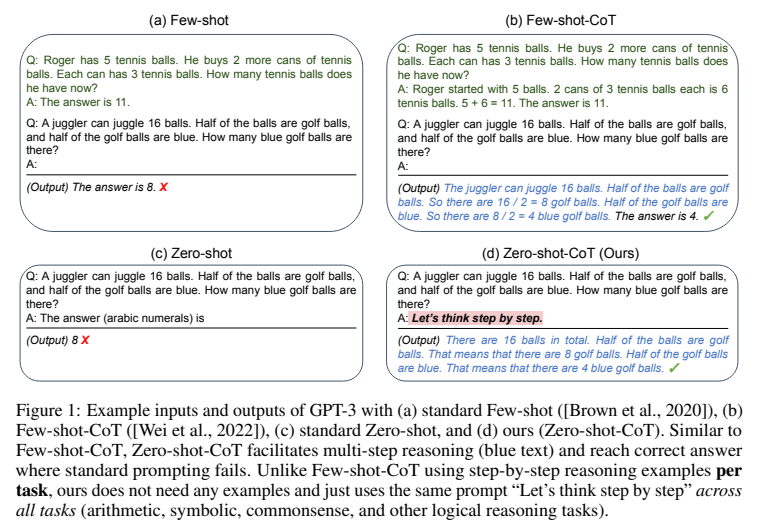 (a) Few-shot
Q: Roger has 5 tennis balls. He buys 2 more cans of tennis
balls. Each can has 3 tennis balls. How many tennis balls does
he have now?
A: The answer is 11.
Q: A juggler can juggle 16 balls. Half of the balls are golf balls,
and half of the golf balls are blue. How many blue golf balls are
there?
A:
(Output) The answer is 8. ✗
(b) Few-shot-CoT
Q: Roger has 5 tennis balls. He buys 2 more cans of tennis
balls. Each can has 3 tennis balls. How many tennis balls does
he have now?
A: Roger started with 5 balls. 2 cans of 3 tennis balls each is 6
tennis balls. 5 + 6 = 11. The answer is 11.
Q: A juggler can juggle 16 balls. Half of the balls are golf balls,
and half of the golf balls are blue. How many blue golf balls are
there?
A:
(Output) The juggler can juggle 16 balls. Half of the balls are golf
balls. So there are 16 / 2 = 8 golf balls. Half of the golf balls are
blue. So there are 8 / 2 = 4 blue golf balls. The answer is 4. ✓
(c) Zero-shot
Q: A juggler can juggle 16 balls. Half of the balls are golf balls,
and half of the golf balls are blue. How many blue golf balls are
there?
A: The answer (arabic numerals) is
(Output) 8 ✗
(d) Zero-shot-CoT (Ours)
Q: A juggler can juggle 16 balls. Half of the balls are golf balls,
and half of the golf balls are blue. How many blue golf balls are
there?
A: Let's think step by step.
(Output) There are 16 balls in total. Half of the balls are golf
balls. That means that there are 8 golf balls. Half of the golf balls
are blue. That means that there are 4 blue golf balls. ✓
Figure 1: Example inputs and outputs of GPT-3 with (a) standard Few-shot ([Brown et al., 2020]), (b)
Few-shot-CoT ([Wei et al., 2022]), (c) standard Zero-shot, and (d) ours (Zero-shot-CoT). Similar to
Few-shot-CoT, Zero-shot-CoT facilitates multi-step reasoning (blue text) and reach correct answer
where standard prompting fails. Unlike Few-shot-CoT using step-by-step reasoning examples per
task, ours does not need any examples and just uses the same prompt “Let's think step by step” across
all tasks (arithmetic, symbolic, commonsense, and other logical reasoning tasks).